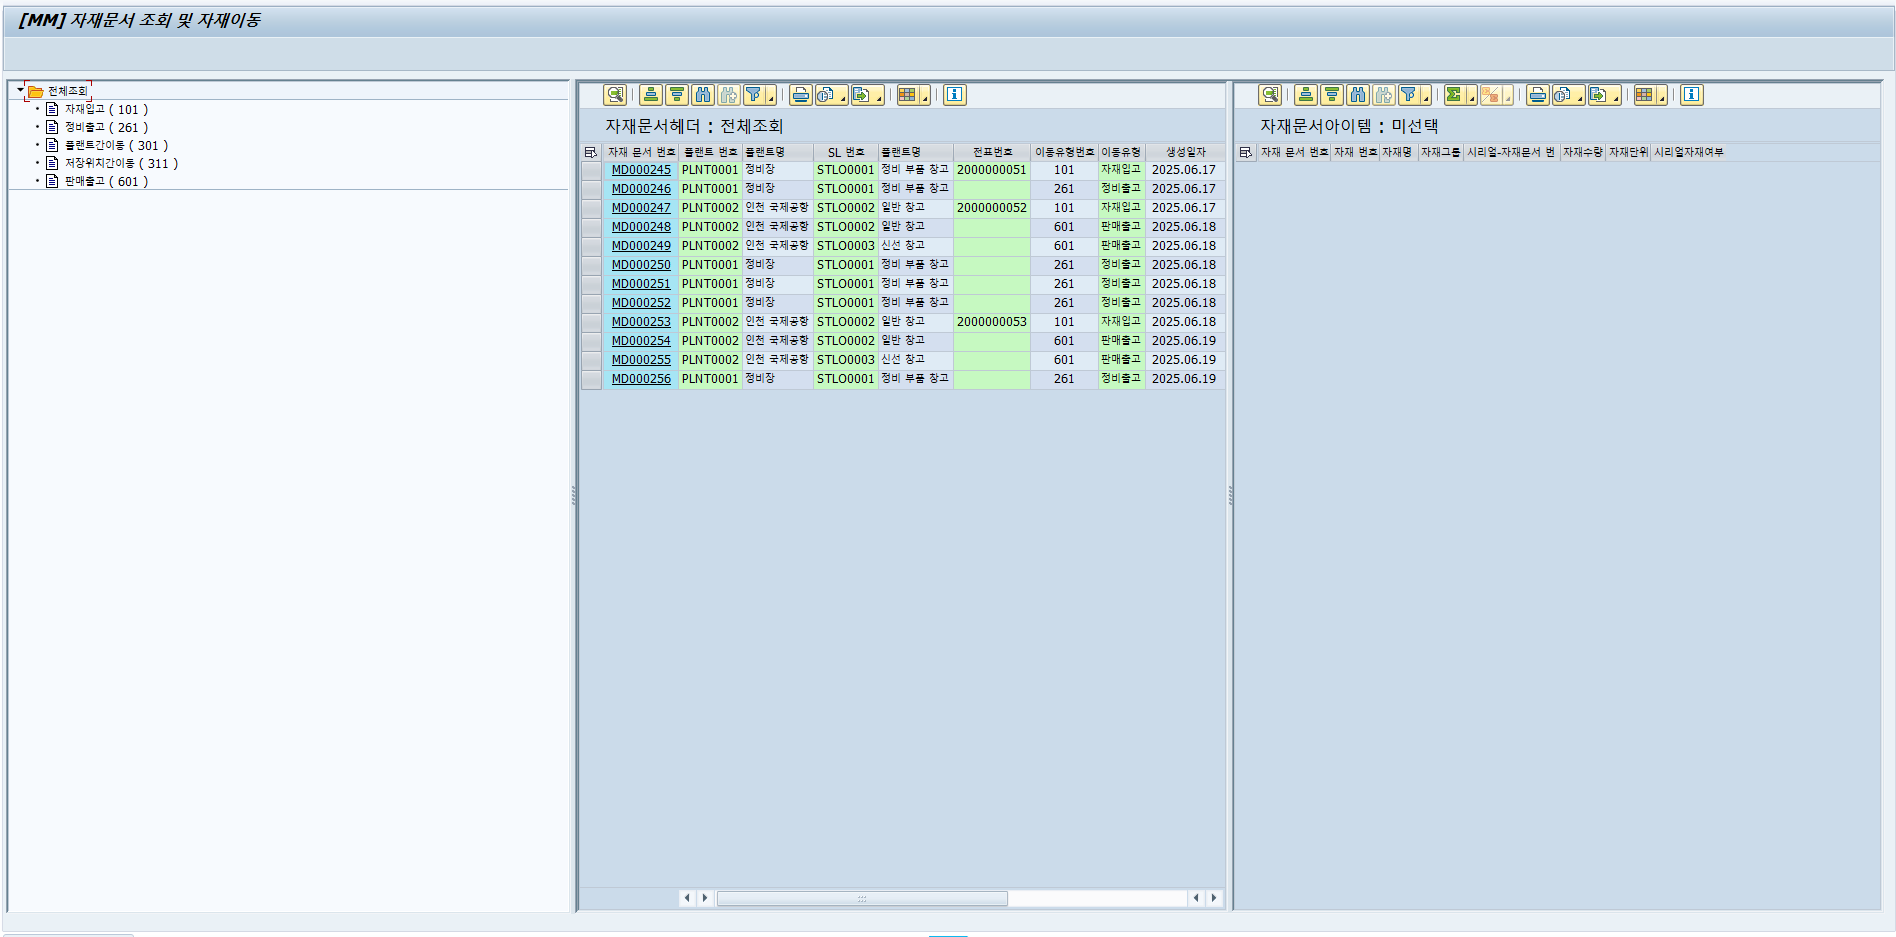 [MM] 자재문서 조회 및 자재이동
전체조회
자재입고 ( 101 )
정비출고 ( 261 )
플랜트간이동 ( 301 )
저장위치간이동 ( 311 )
판매출고 ( 601 )
자재문서헤더 : 전체조회
자재 문서 번호 플랜트 번호 플랜트명 SL 번호 플랜트명 전표번호 이동유형번호 이동유형 생성일자
MD000245 PLNT0001 정비장 STLO0001 정비 부품 창고 2000000051 101 자재입고 2025.06.17
MD000246 PLNT0001 정비장 STLO0001 정비 부품 창고 261 정비출고 2025.06.17
MD000247 PLNT0002 인천 국제공항 STLO0002 일반 창고 2000000052 101 자재입고 2025.06.17
MD000248 PLNT0002 인천 국제공항 STLO0002 일반 창고 601 판매출고 2025.06.18
MD000249 PLNT0002 인천 국제공항 STLO0003 신선 창고 601 판매출고 2025.06.18
MD000250 PLNT0001 정비장 STLO0001 정비 부품 창고 261 정비출고 2025.06.18
MD000251 PLNT0001 정비장 STLO0001 정비 부품 창고 261 정비출고 2025.06.18
MD000252 PLNT0001 정비장 STLO0001 정비 부품 창고 261 정비출고 2025.06.18
MD000253 PLNT0002 인천 국제공항 STLO0002 일반 창고 2000000053 101 자재입고 2025.06.18
MD000254 PLNT0002 인천 국제공항 STLO0002 일반 창고 601 판매출고 2025.06.19
MD000255 PLNT0002 인천 국제공항 STLO0003 신선 창고 601 판매출고 2025.06.19
MD000256 PLNT0001 정비장 STLO0001 정비 부품 창고 261 정비출고 2025.06.19
자재문서아이템 : 미선택
자재 문서 번호 자재 번호 자재명 자재그룹 시리얼-자재문서 번 자재수량 자재단위 시리얼자재여부